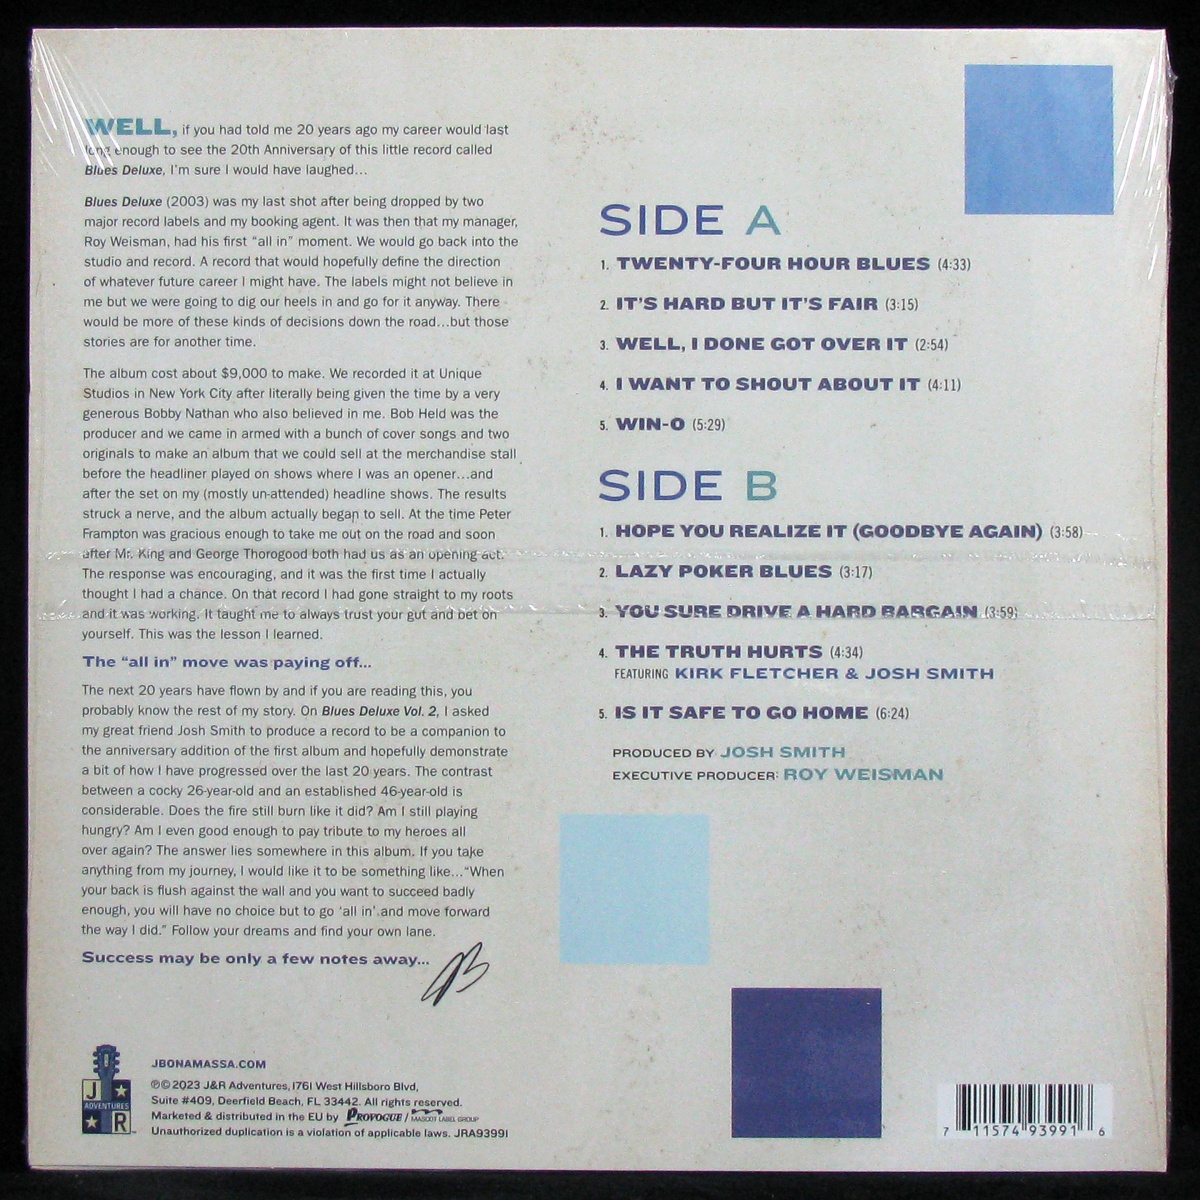 WELL, if you had told me 20 years ago my career would last
long enough to see the 20th Anniversary of this little record called
Blues Deluxe, I'm sure I would have laughed...
Blues Deluxe (2003) was my last shot after being dropped by two
major record labels and my booking agent. It was then that my manager,
Roy Weisman, had his first "all in" moment. We would go back into the
studio and record. A record that would hopefully define the direction
of whatever future career I might have. The labels might not believe in
me but we were going to dig our heels in and go for it anyway. There
would be more of these kinds of decisions down the road...but those
stories are for another time.
The album cost about $9,000 to make. We recorded it at Unique
Studios in New York City after literally being given the time by a very
generous Bobby Nathan who also believed in me. Bob Held was the
producer and we came in armed with a bunch of cover songs and two
originals to make an album that we could sell at the merchandise stall
before the headliner played on shows where I was an opener...and
after the set on my (mostly un-attended) headline shows. The results
struck a nerve, and the album actually began to sell. At the time Peter
Frampton was gracious enough to take me out on the road and soon
after Mr. King and George Thorogood both had us as an opening act.
The response was encouraging, and it was the first time I actually
thought I had a chance. On that record I had gone straight to my roots
and it was working. It taught me to always trust your gut and bet on
yourself. This was the lesson I learned.
The "all in" move was paying off...
The next 20 years have flown by and if you are reading this, you
probably know the rest of my story. On Blues Deluxe Vol. 2, I asked
my great friend Josh Smith to produce a record to be a companion to
the anniversary addition of the first album and hopefully demonstrate
a bit of how I have progressed over the last 20 years. The contrast
between a cocky 26-year-old and an established 46-year-old is
considerable. Does the fire still burn like it did? Am I still playing
hungry? Am I even good enough to pay tribute to my heroes all
over again? The answer lies somewhere in this album. If you take
anything from my journey, I would like it to be something like..."When
your back is flush against the wall and you want to succeed badly
enough, you will have no choice but to go 'all in' and move forward
the way I did." Follow your dreams and find your own lane.
Success may be only a few notes away...
JB
SIDE A
1. TWENTY-FOUR HOUR BLUES (4:33)
2. IT'S HARD BUT IT'S FAIR (3:15)
3. WELL, I DONE GOT OVER IT (2:54)
4. I WANT TO SHOUT ABOUT IT (4:11)
5. WIN-O (5:29)
SIDE B
1. HOPE YOU REALIZE IT (GOODBYE AGAIN) (3:58)
2. LAZY POKER BLUES (3:17)
3. YOU SURE DRIVE A HARD BARGAIN (3:59)
4. THE TRUTH HURTS (4:34)
FEATURING KIRK FLETCHER & JOSH SMITH
5. IS IT SAFE TO GO HOME (6:24)
PRODUCED BY JOSH SMITH
EXECUTIVE PRODUCER: ROY WEISMAN
J
ADVENTURES
R
JBONAMASSA.COM
℗© 2023 J&R Adventures, 1761 West Hillsboro Blvd,
Suite #409, Deerfield Beach, FL 33442. All rights reserved.
Marketed & distributed in the EU by PROVOGUE / MASCOT LABEL GROUP
Unauthorized duplication is a violation of applicable laws. JRA93991
7 11574 93991 6